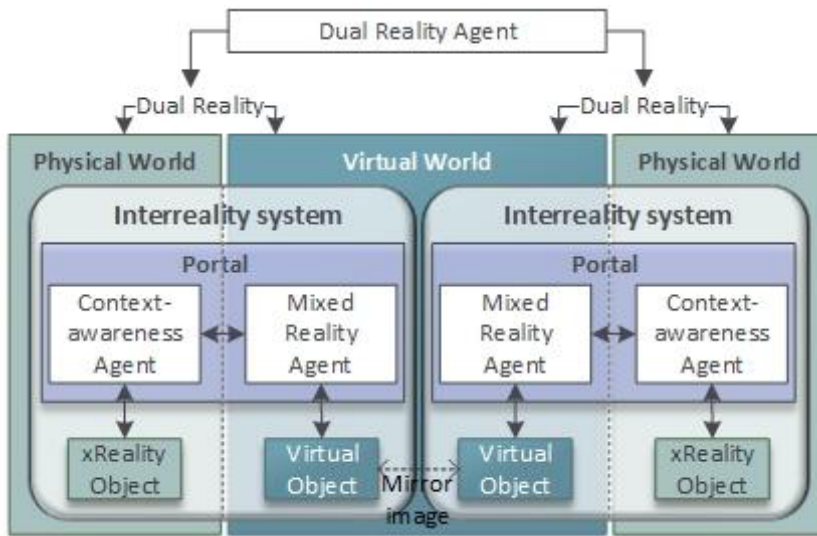 Dual Reality Agent
Dual Reality
Dual Reality
Physical World
Virtual World
Physical World
Interreality system
Interreality system
Portal
Portal
Context-
awareness
Agent
Mixed
Reality
Agent
Mixed
Reality
Agent
Context-
awareness
Agent
xReality
Object
Virtual
Object
Mirror
image
Virtual
Object
xReality
Object